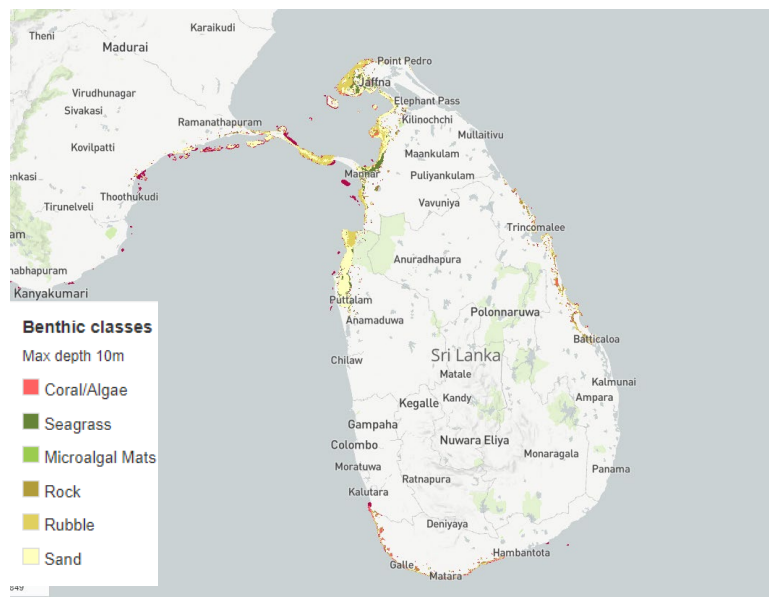 Karaikudi
Theni
Madurai
Point Pedro
Jaffna
Virudhunagar
Elephant Pass
Sivakasi
Kilinochchi
Ramanathapuram
Mullaitivu
Kovilpatti
Maankulam
enkasi
Mannar
Puliyankulam
Thoothukudi
Tirunelveli
Vavuniya
am
Trincomalee
Anuradhapura
nabhapuram
Kanyakumari
Puttalam
Anamaduwa
Polonnaruwa
Batticaloa
Sri Lanka
Chilaw
Matale
Kalmunai
Kegalle
Kandy
Ampara
Gampaha
Nuwara Eliya
Colombo
Monaragala
Moratuwa
Panama
Ratnapura
Kalutara
Deniyaya
Hambantota
Galle
Matara
Benthic classes
Max depth 10m
Coral/Algae
Seagrass
Microalgal Mats
Rock
Rubble
Sand